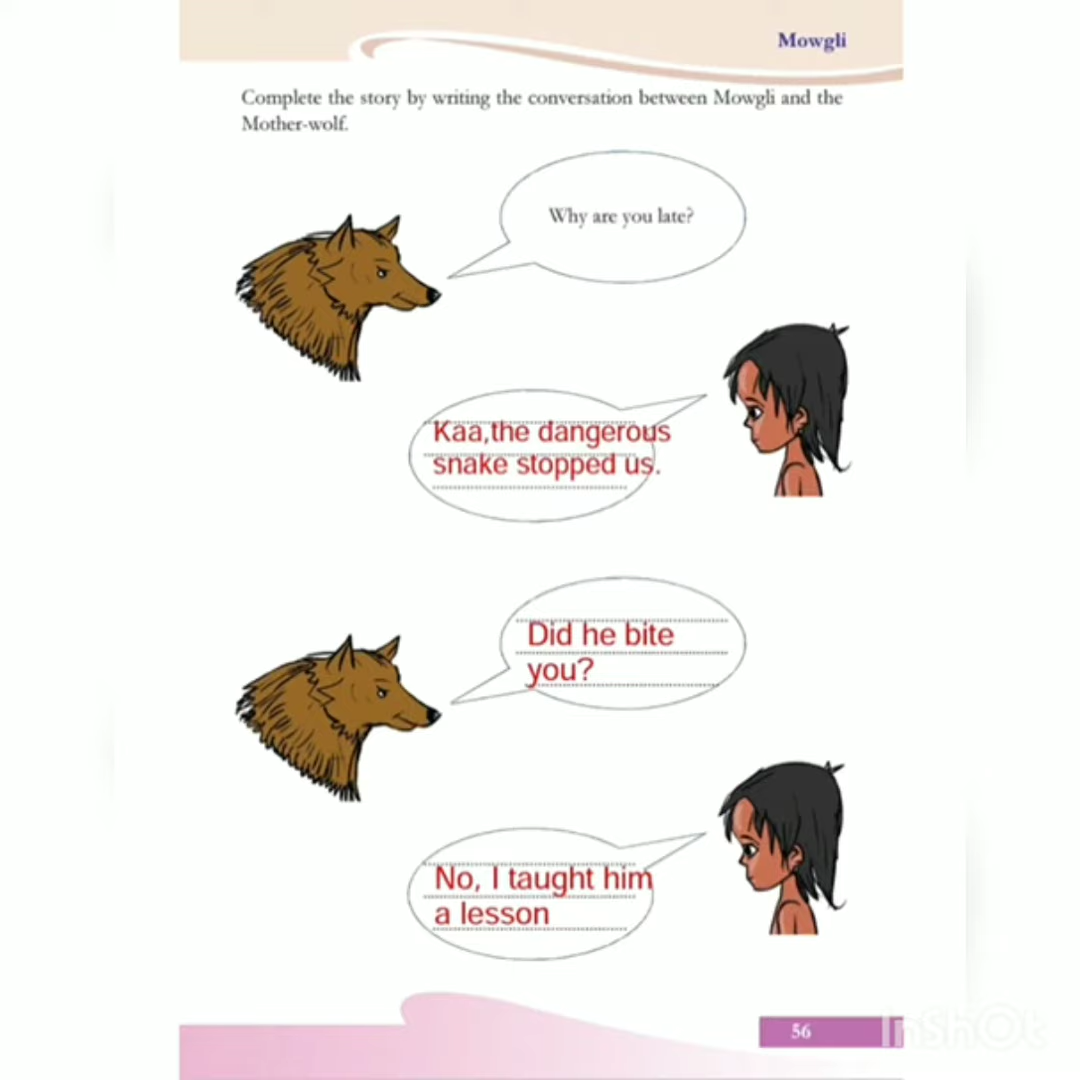 Mowgli
Complete the story by writing the conversation between Mowgli and the
Mother-wolf.
Why are you late?
Kaa,the dangerous
snake stopped us.
Did he bite
you?
No, I taught him
a lesson
56
InShOt